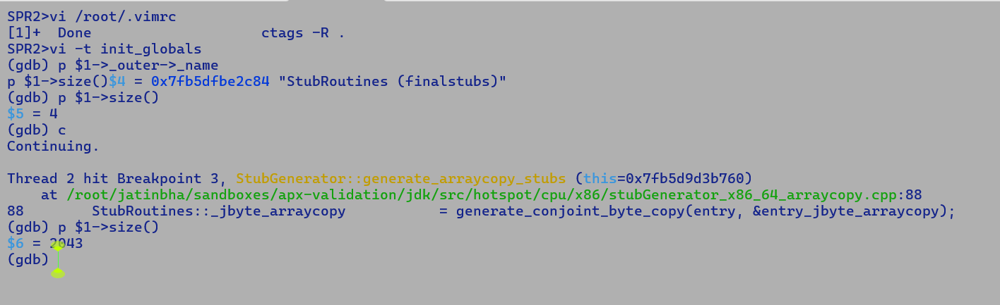 SPR2>vi /root/.vimrc
[1]+  Done                    ctags -R .
SPR2>vi -t init_globals
(gdb) p $1->_outer->_name
p $1->size()$4 = 0x7fb5dfbe2c84 "StubRoutines (finalstubs)"
(gdb) p $1->size()
$5 = 4
(gdb) c
Continuing.

Thread 2 hit Breakpoint 3, StubGenerator::generate_arraycopy_stubs (this=0x7fb5d9d3b760)
    at /root/jatinbha/sandboxes/apx-validation/jdk/src/hotspot/cpu/x86/stubGenerator_x86_64_arraycopy.cpp:88
88        StubRoutines::_jbyte_arraycopy           = generate_conjoint_byte_copy(entry, &entry_jbyte_arraycopy);
(gdb) p $1->size()
$6 = 2043
(gdb)